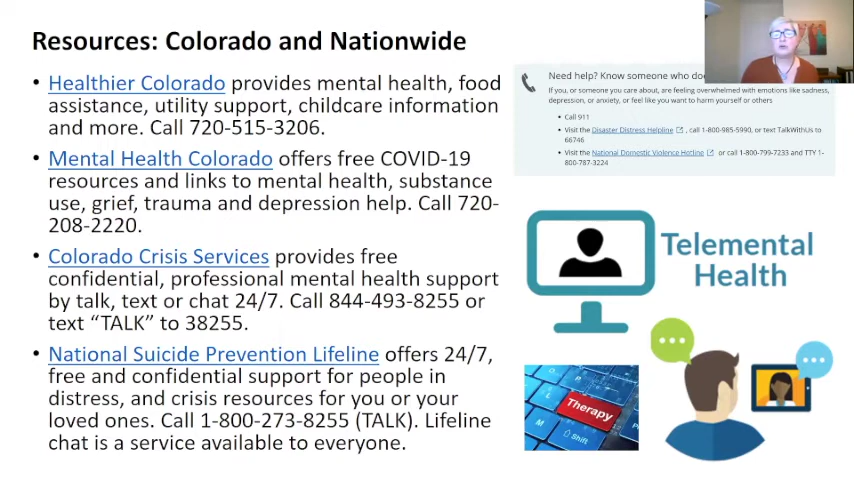 Resources: Colorado and Nationwide
• Healthier Colorado provides mental health, food
assistance, utility support, childcare information
and more. Call 720-515-3206.
• Mental Health Colorado offers free COVID-19
resources and links to mental health, substance
use, grief, trauma and depression help. Call 720-
208-2220.
• Colorado Crisis Services provides free
confidential, professional mental health support
by talk, text or chat 24/7. Call 844-493-8255 or
text “TALK” to 38255.
• National Suicide Prevention Lifeline offers 24/7,
free and confidential support for people in
distress, and crisis resources for you or your
loved ones. Call 1-800-273-8255 (TALK). Lifeline
chat is a service available to everyone.
Need help? Know someone who
If you, or someone you care about, are feeling overwhelmed with emotions like sadness,
depression, or anxiety, or feel like you want to harm yourself or others
• Call 911
• Visit the Disaster Distress Helpline , call 1-800-985-5990, or text TalkWithUs to
66746
• Visit the National Domestic Violence Hotline or call 1-800-799-7233 and TTY 1-
800-787-3224
Telemental
Health
Therapy
M
Shift